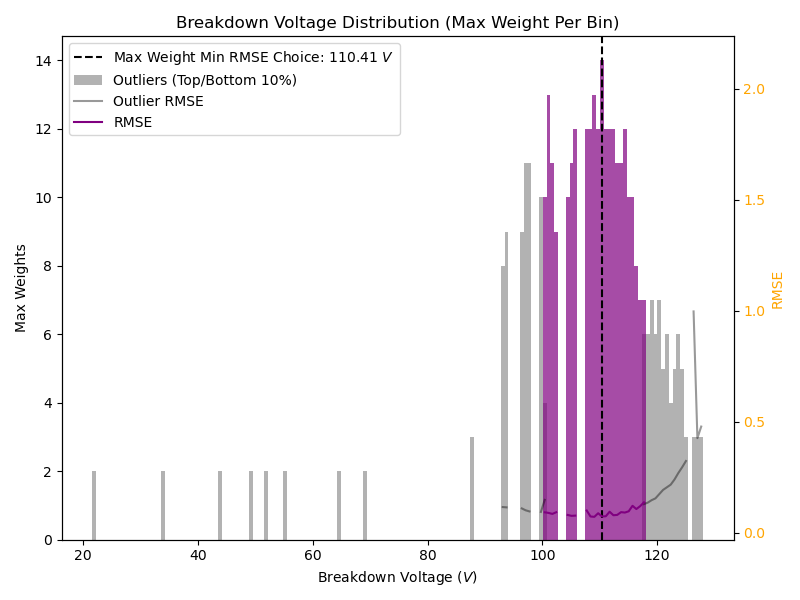 Breakdown Voltage Distribution (Max Weight Per Bin)
Max Weight Min RMSE Choice: 110.41 V
Outliers (Top/Bottom 10%)
Outlier RMSE
RMSE
14
12
10
8
6
4
2
0
Max Weights
2.0
1.5
1.0
0.5
0.0
RMSE
20 40 60 80 100 120
Breakdown Voltage (V)